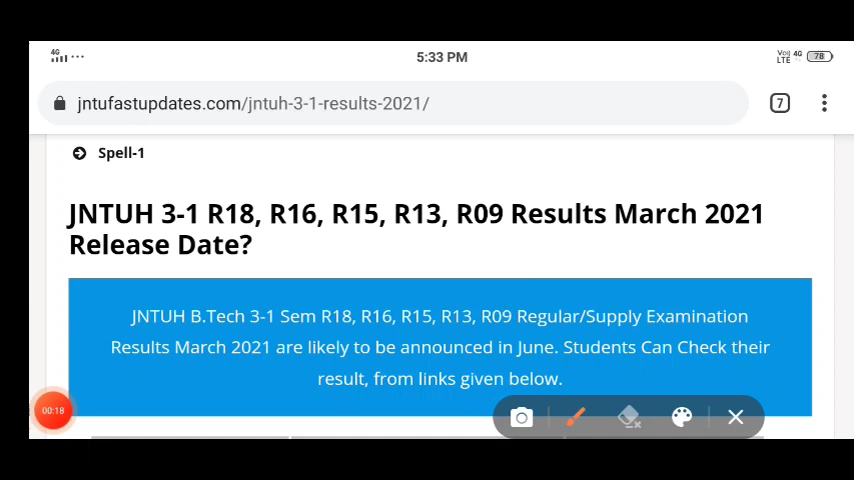 4G 5:33 PM Vo)) LTE 4G 78
jntufastupdates.com/jntuh-3-1-results-2021/ 7
Spell-1
JNTUH 3-1 R18, R16, R15, R13, R09 Results March 2021
Release Date?
JNTUH B.Tech 3-1 Sem R18, R16, R15, R13, R09 Regular/Supply Examination
Results March 2021 are likely to be announced in June. Students Can Check their
result, from links given below.
00:18